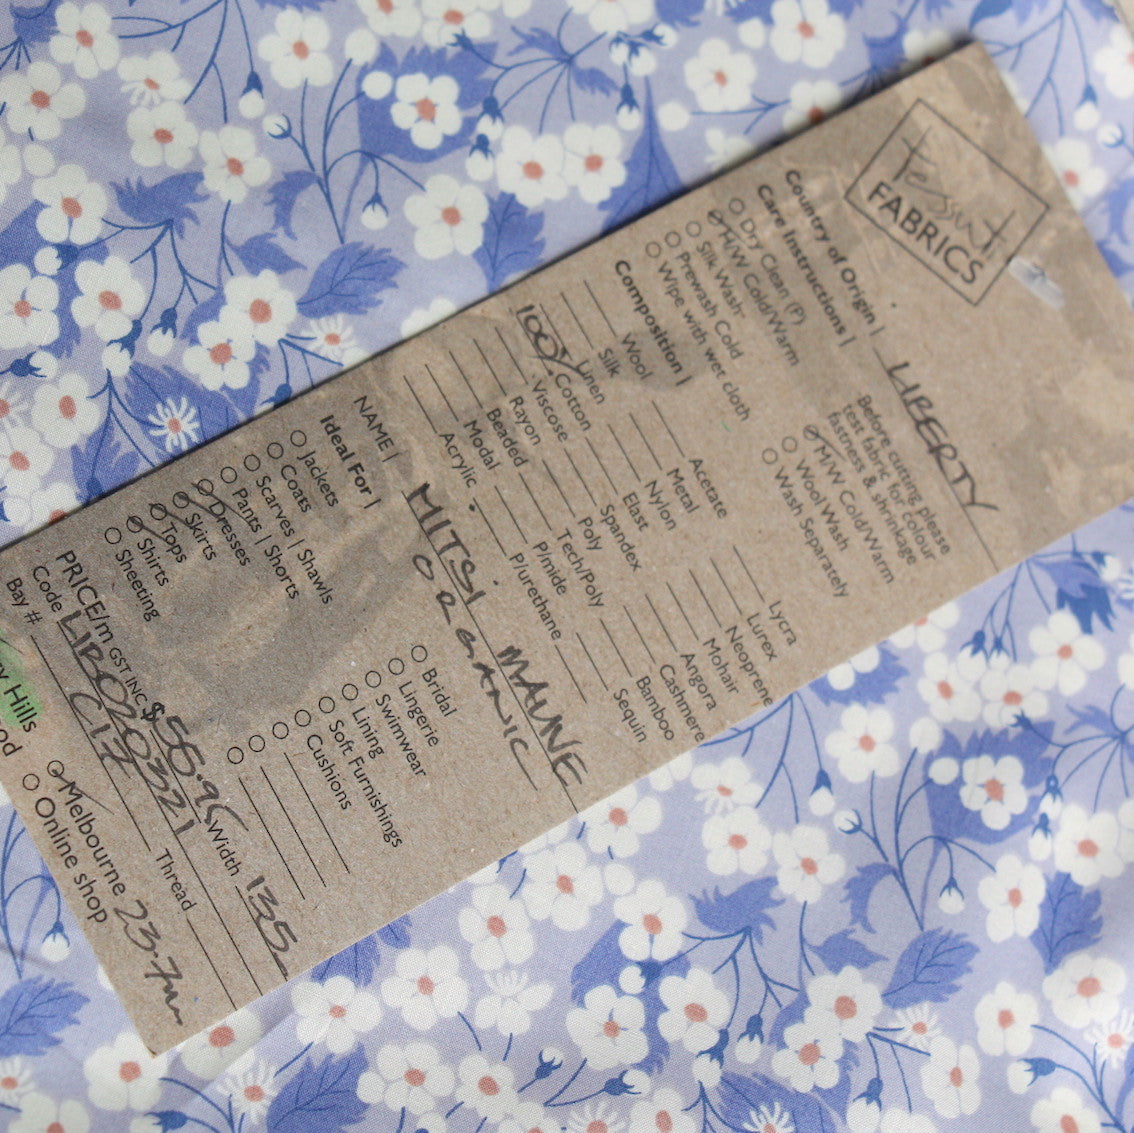 Tessuti
FABRICS
Country of Origin | LIBERTY
Care Instructions |
Before cutting please
test fabric for colour
fastness & shrinkage
Dry Clean (P)
H/W Cold/Warm
Silk Wash
Prewash Cold
Wipe with wet cloth
M/W Cold/Warm
Wool Wash
Wash Separately
Composition |
Wool
Silk
Linen
100% Cotton
Viscose
Rayon
Beaded
Modal
Acrylic
Acetate
Metal
Nylon
Elast
Spandex
Poly
Tech/Poly
P/mide
P/urethane
Lycra
Lurex
Neoprene
Mohair
Angora
Cashmere
Bamboo
Sequin
NAME | MITSI MAUVE
ORGANIC
Ideal For |
Jackets
Coats
Scarves | Shawls
Pants | Shorts
Dresses
Skirts
Tops
Shirts
Sheeting
Bridal
Lingerie
Swimwear
Lining
Soft Furnishings
Cushions
PRICE/m GST INC $55.95 Width 135
Code LIB0203321
Bay # C17 Thread
Hills
Melbourne 23.7m
Online shop